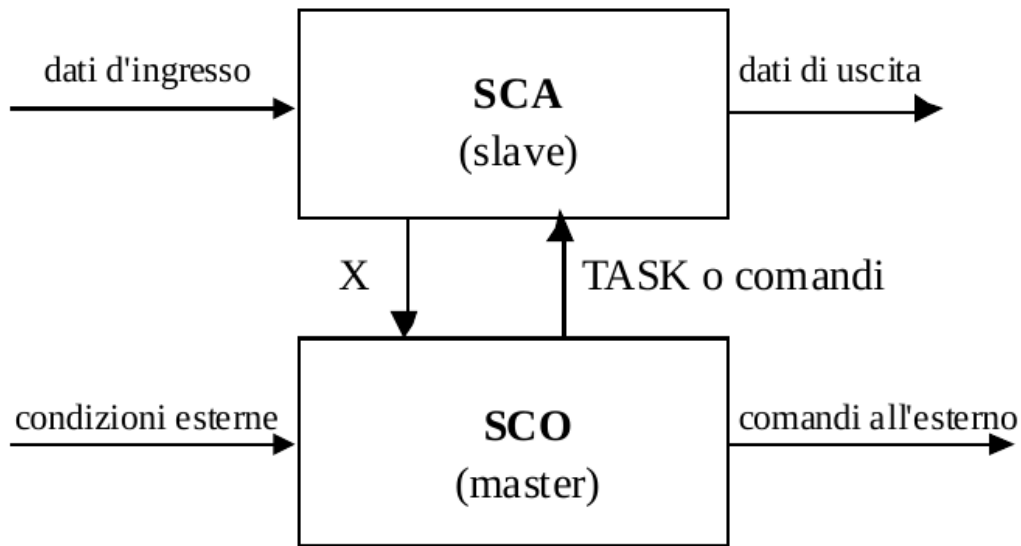 dati d'ingresso
SCA
(slave)
dati di uscita
X
TASK o comandi
condizioni esterne
SCO
(master)
comandi all'esterno